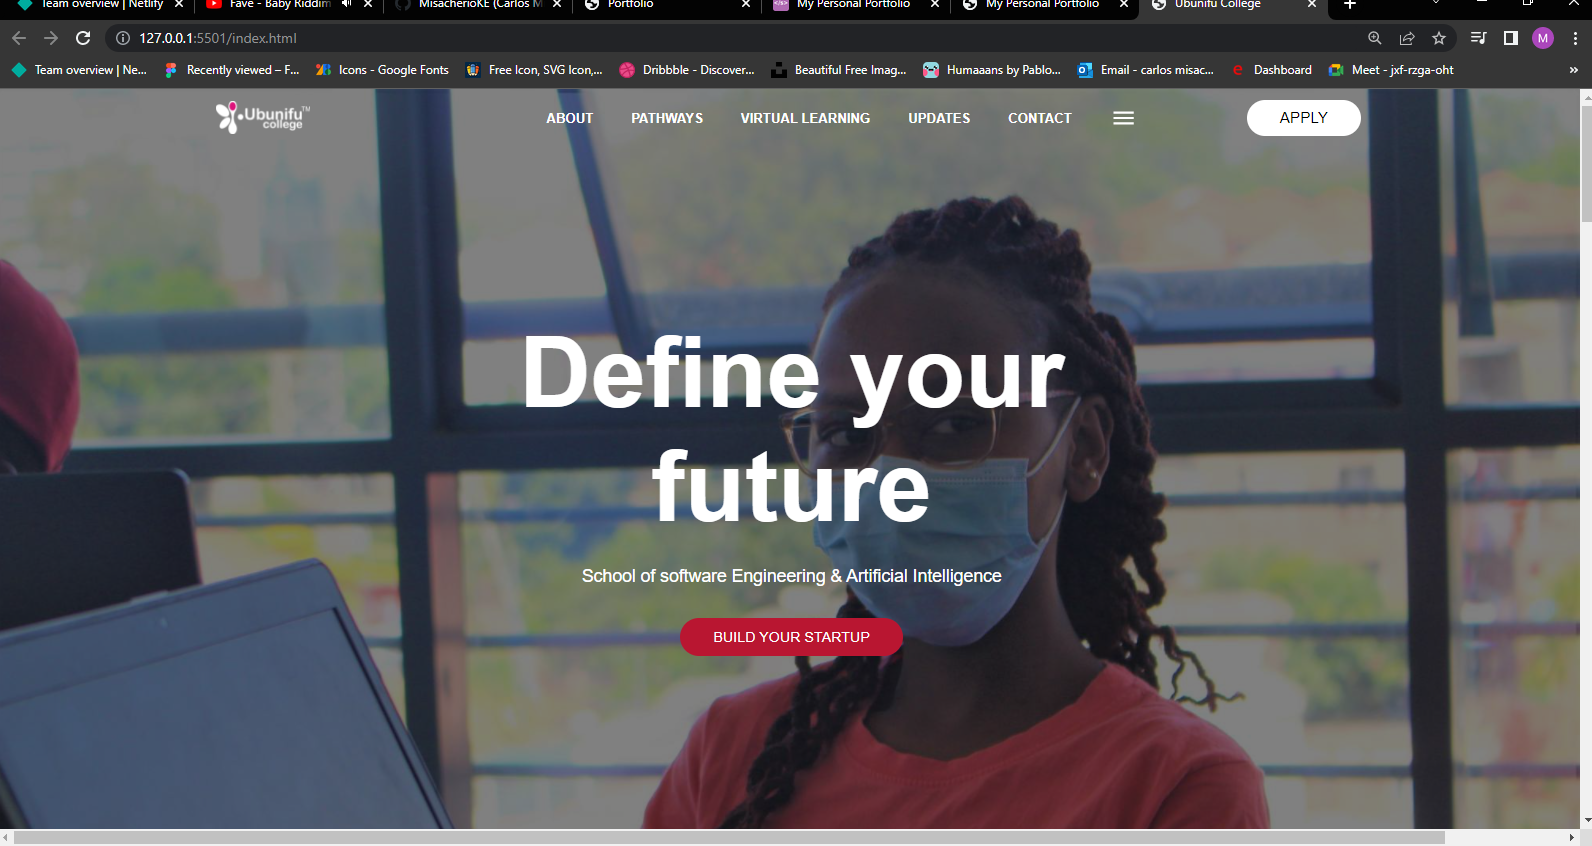 Team overview | Netlify
Fave - Baby Riddim
MisacherioKE (Carlos M
Portfolio
My Personal Portfolio
My Personal Portfolio
Ubunifu College
127.0.0.1:5501/index.html
M
Team overview | Ne...
Recently viewed – F...
Icons - Google Fonts
Free Icon, SVG Icon,...
Dribbble - Discover...
Beautiful Free Imag...
Humaaans by Pablo...
Email - carlos misac...
Dashboard
Meet - jxf-rzga-oht
»
Ubunifu™
college
ABOUT
PATHWAYS
VIRTUAL LEARNING
UPDATES
CONTACT
APPLY
Define your
future
School of software Engineering & Artificial Intelligence
BUILD YOUR STARTUP